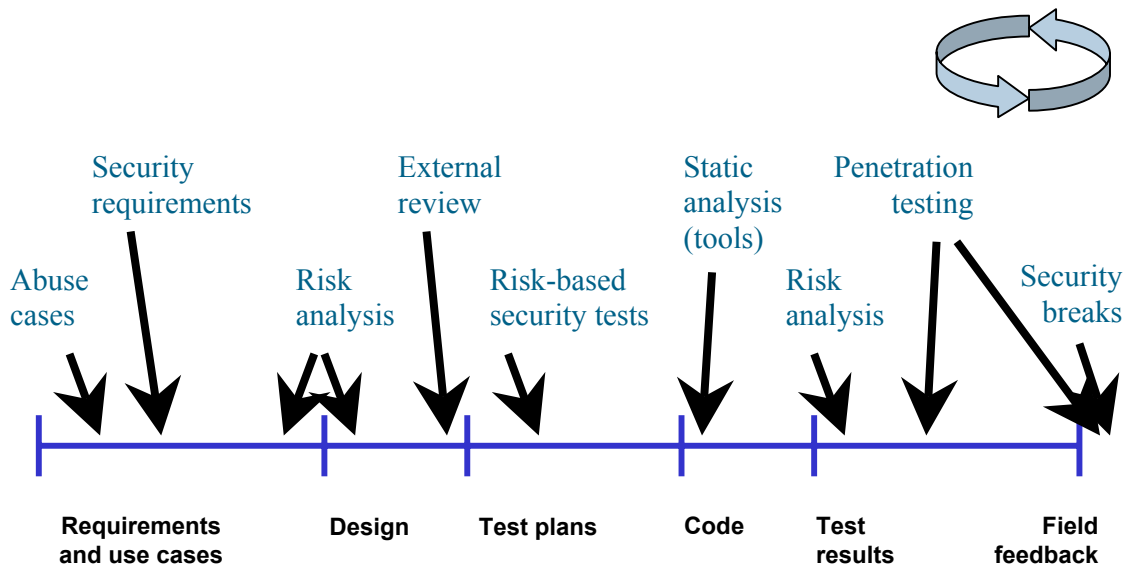 Security
requirements
External
review
Static
analysis
(tools)
Penetration
testing
Abuse
cases
Risk
analysis
Risk-based
security tests
Risk
analysis
Security
breaks
Requirements
and use cases
Design
Test plans
Code
Test
results
Field
feedback